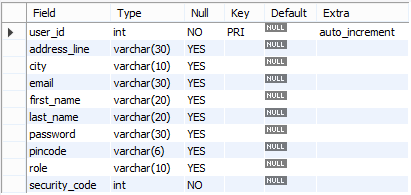 Field Type Null Key Default Extra
user_id int NO PRI NULL auto_increment
address_line varchar(30) YES NULL
city varchar(10) YES NULL
email varchar(30) YES NULL
first_name varchar(20) YES NULL
last_name varchar(20) YES NULL
password varchar(30) YES NULL
pincode varchar(6) YES NULL
role varchar(10) YES NULL
security_code int NO NULL